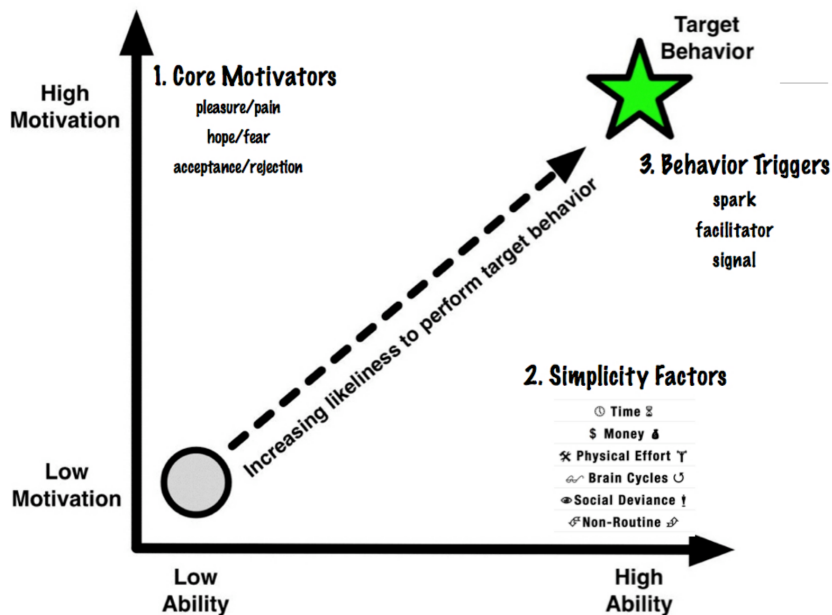 Target
Behavior
1. Core Motivators
pleasure/pain
hope/fear
acceptance/rejection
High
Motivation
3. Behavior Triggers
spark
facilitator
signal
Increasing likeliness to perform target behavior
2. Simplicity Factors
Time
$ Money
Physical Effort
Brain Cycles
Social Deviance
Non-Routine
Low
Motivation
Low
Ability
High
Ability